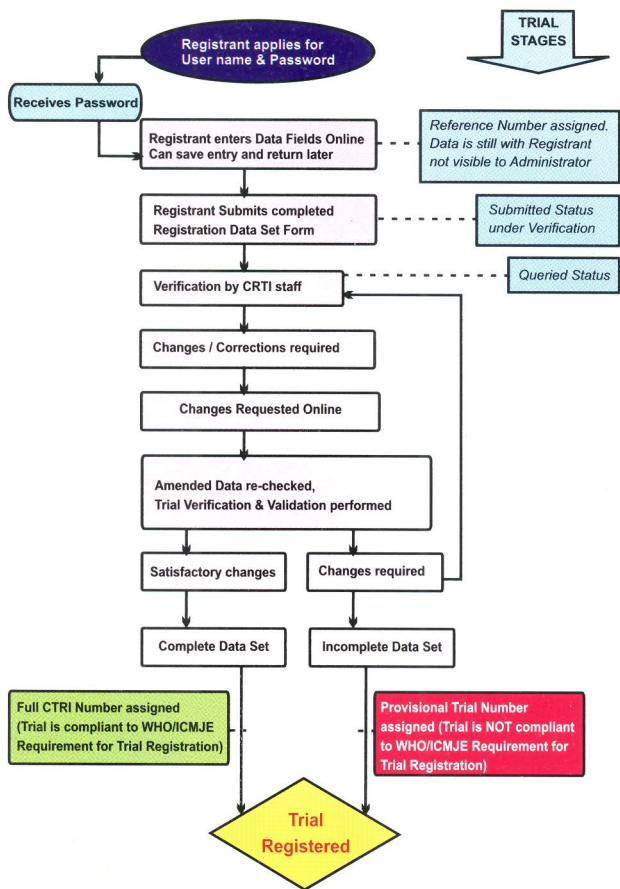 Registrant applies for
User name & Password
TRIAL
STAGES
Receives Password
Registrant enters Data Fields Online
Can save entry and return later
Reference Number assigned.
Data is still with Registrant
not visible to Administrator
Registrant Submits completed
Registration Data Set Form
Submitted Status
under Verification
Verification by CRTI staff
Queried Status
Changes / Corrections required
Changes Requested Online
Amended Data re-checked,
Trial Verification & Validation performed
Satisfactory changes
Changes required
Complete Data Set
Incomplete Data Set
Full CTRI Number assigned
(Trial is compliant to WHO/ICMJE
Requirement for Trial Registration)
Provisional Trial Number
assigned (Trial is NOT compliant
to WHO/ICMJE Requirement for
Trial Registration)
Trial
Registered